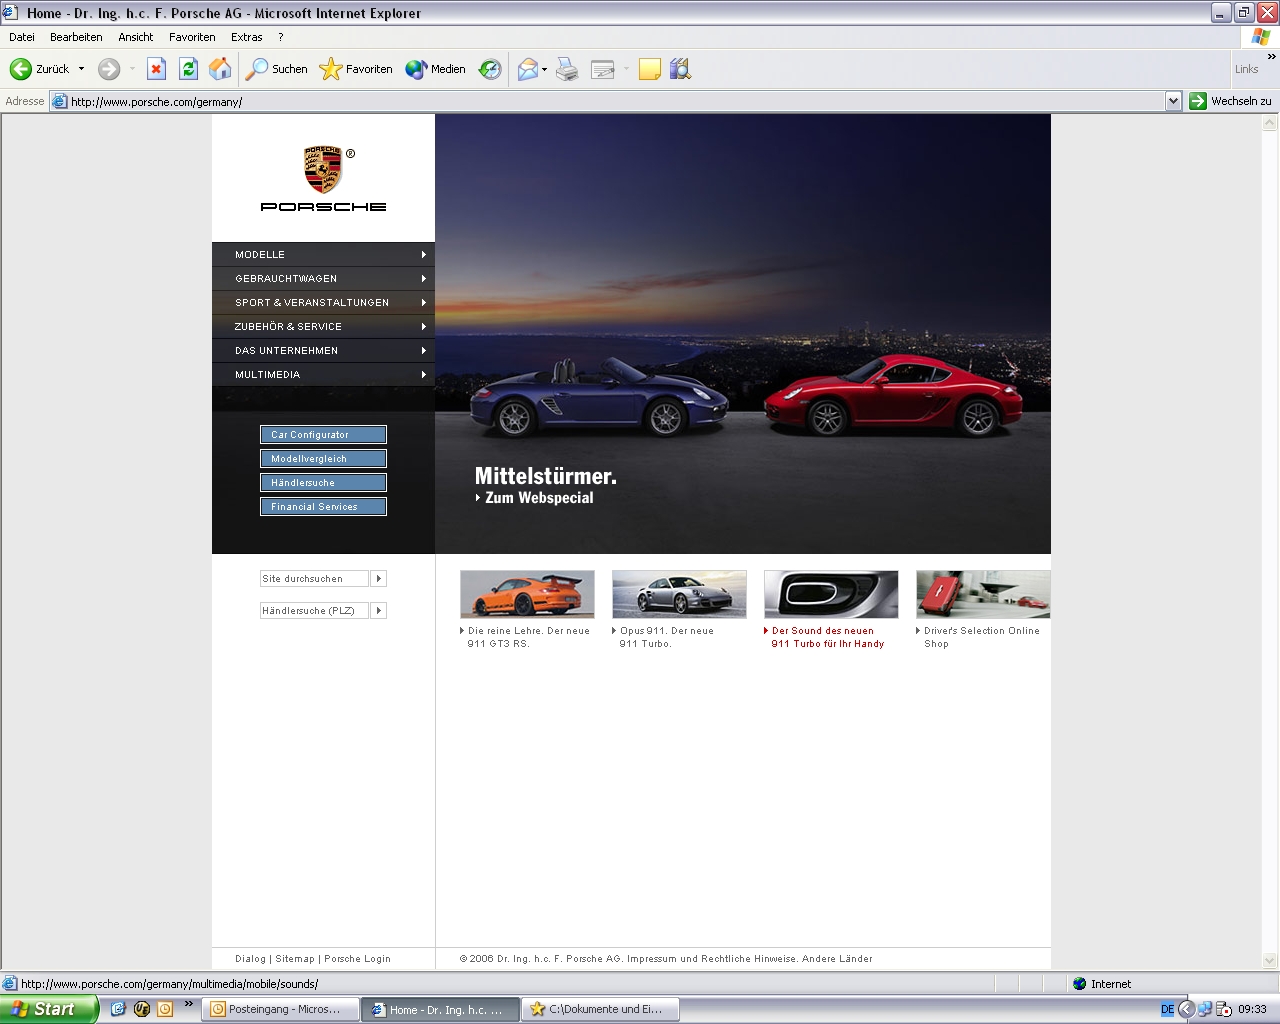 Home - Dr. Ing. h.c. F. Porsche AG - Microsoft Internet Explorer
Datei Bearbeiten Ansicht Favoriten Extras ?
Zurück Suchen Favoriten Medien Links »
Adresse http://www.porsche.com/germany/ Wechseln zu
PORSCHE ®
PORSCHE
MODELLE
GEBRAUCHTWAGEN
SPORT & VERANSTALTUNGEN
ZUBEHÖR & SERVICE
DAS UNTERNEHMEN
MULTIMEDIA
Car Configurator
Modellvergleich
Händlersuche
Financial Services
Mittelstürmer.
Zum Webspecial
Site durchsuchen
Händlersuche (PLZ)
Die reine Lehre. Der neue
911 GT3 RS.
Opus 911. Der neue
911 Turbo.
Der Sound des neuen
911 Turbo für Ihr Handy
Driver's Selection Online
Shop
Dialog | Sitemap | Porsche Login
© 2006 Dr. Ing. h.c. F. Porsche AG. Impressum und Rechtliche Hinweise. Andere Länder
http://www.porsche.com/germany/multimedia/mobile/sounds/ Internet
Start » Posteingang - Micros... Home - Dr. Ing. h.c. ... C:\Dokumente und Ei... DE 09:33